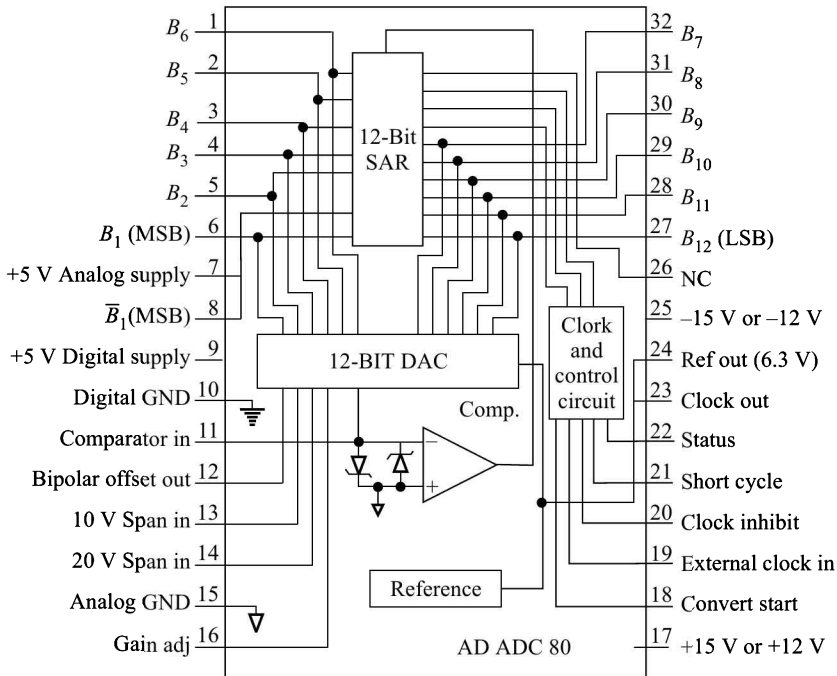 B6 1
B5 2
B4 3
B3 4
B2 5
B1 (MSB) 6
+5 V Analog supply 7
B̅1(MSB) 8
+5 V Digital supply 9
Digital GND 10
Comparator in 11
Bipolar offset out 12
10 V Span in 13
20 V Span in 14
Analog GND 15
Gain adj 16
12-Bit
SAR
12-BIT DAC
Comp.
−
+
Reference
Clork
and
control
circuit
AD ADC 80
32 B7
31 B8
30 B9
29 B10
28 B11
27 B12 (LSB)
26 NC
25 –15 V or –12 V
24 Ref out (6.3 V)
23 Clock out
22 Status
21 Short cycle
20 Clock inhibit
19 External clock in
18 Convert start
17 +15 V or +12 V